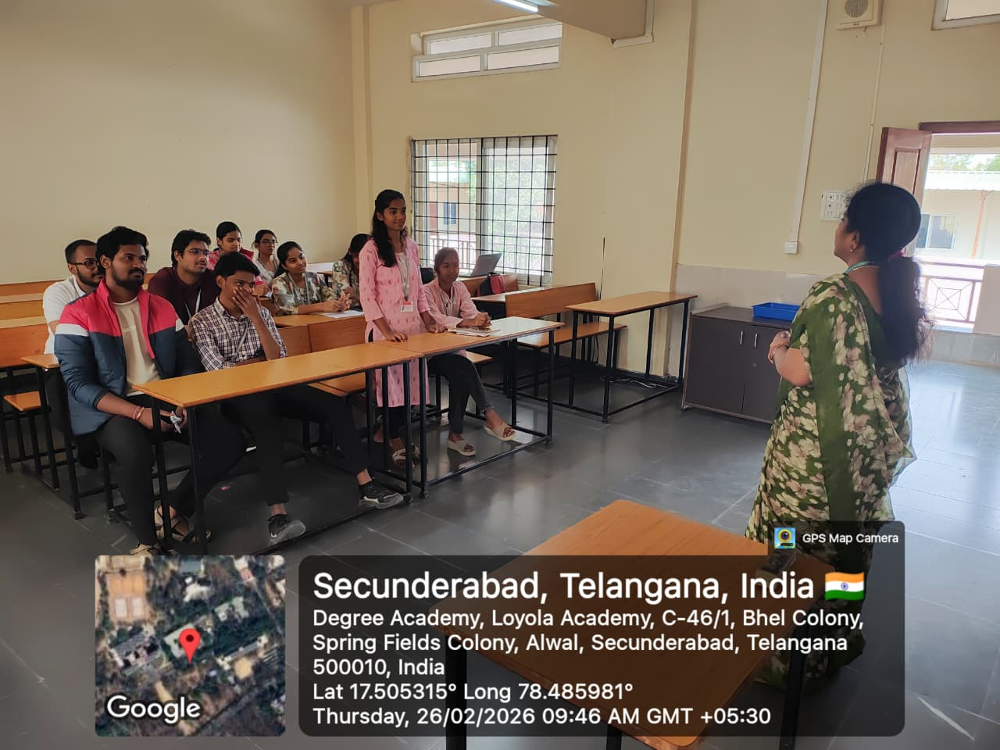 GPS Map Camera
Secunderabad, Telangana, India 🇮🇳
Degree Academy, Loyola Academy, C-46/1, Bhel Colony,
Spring Fields Colony, Alwal, Secunderabad, Telangana
500010, India
Lat 17.505315° Long 78.485981°
Thursday, 26/02/2026 09:46 AM GMT +05:30
Google